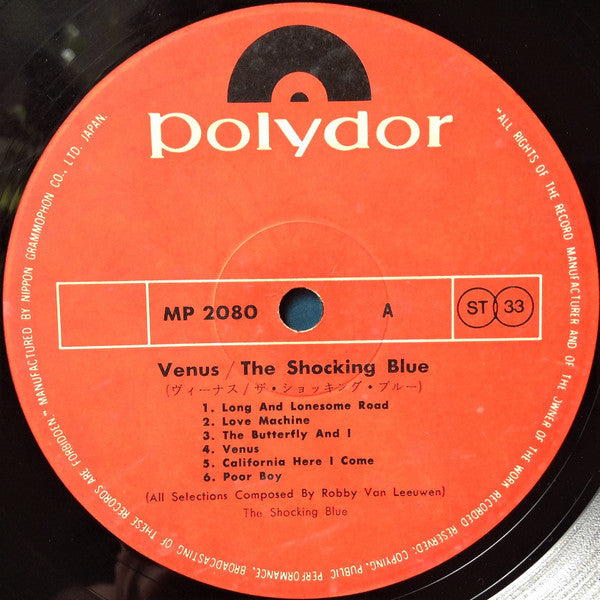 polydor
MP 2080
A
ST 33
Venus / The Shocking Blue
(ヴィーナス/ザ・ショッキング・ブルー)
1. Long And Lonesome Road
2. Love Machine
3. The Butterfly And I
4. Venus
5. California Here I Come
6. Poor Boy
(All Selections Composed By Robby Van Leeuwen)
The Shocking Blue
"ALL RIGHTS OF THE RECORD MANUFACTURER AND OF THE OWNER OF THE WORK RECORDED RESERVED. COPYING, PUBLIC PERFORMANCE, BROADCASTING OF THESE RECORDS ARE FORBIDDEN." MANUFACTURED BY NIPPON GRAMMOPHON CO., LTD. JAPAN.